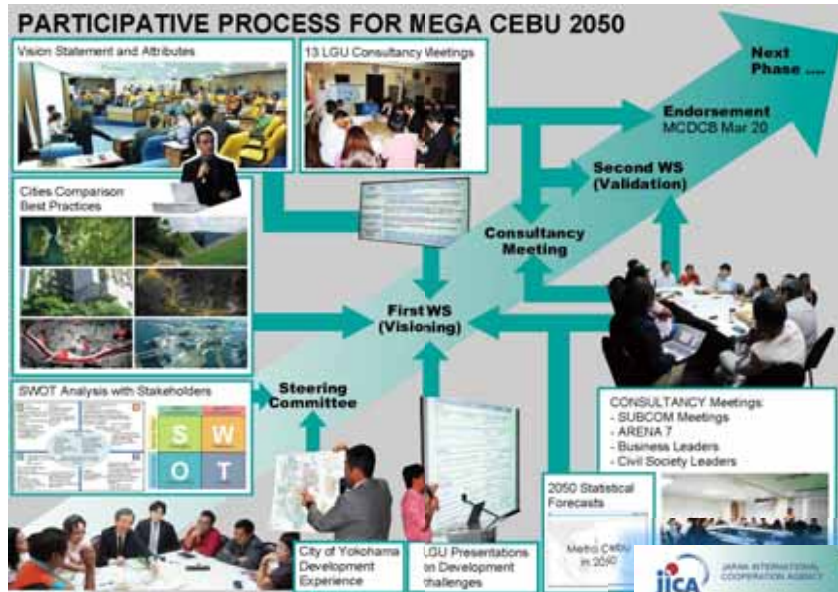 PARTICIPATIVE PROCESS FOR MEGA CEBU 2050
Vision Statement and Attributes
13 LGU Consultancy Meetings
Next
Phase ....
Endorsement
MCDCB Mar 20
Second WS
(Validation)
Cities Comparison
Best Practices
Consultancy
Meeting
First WS
(Visioning)
SWOT Analysis with Stakeholders
S W
O T
Steering
Committee
CONSULTANCY Meetings:
- SUBCOM Meetings
- ARENA 7
- Business Leaders
- Civil Society Leaders
2050 Statistical
Forecasts
Metro Cebu
in 2050
City of Yokohama
Development
Experience
LGU Presentations
on Development
challenges
jICA
JAPAN INTERNATIONAL
COOPERATION AGENCY